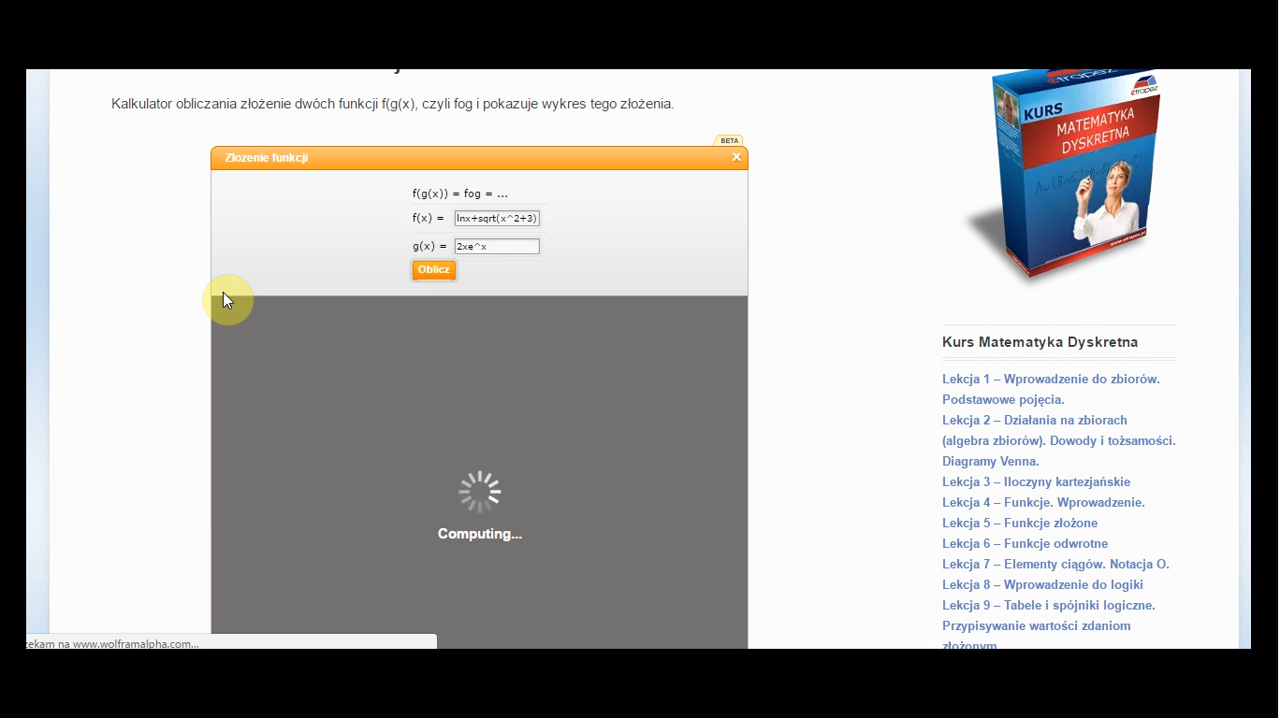 Kalkulator obliczania złożenie dwóch funkcji f(g(x), czyli fog i pokazuje wykres tego złożenia.
BETA
Zlozenie funkcji
f(g(x)) = fog = ...
f(x) = lnx+sqrt(x^2+3)
g(x) = 2xe^x
Oblicz
Computing...
zekam na www.wolframalpha.com...
etrapez
KURS
MATEMATYKA
DYSKRETNA
Kurs Matematyka Dyskretna
Lekcja 1 – Wprowadzenie do zbiorów.
Podstawowe pojęcia.
Lekcja 2 – Działania na zbiorach
(algebra zbiorów). Dowody i tożsamości.
Diagramy Venna.
Lekcja 3 – Iloczyny kartezjańskie
Lekcja 4 – Funkcje. Wprowadzenie.
Lekcja 5 – Funkcje złożone
Lekcja 6 – Funkcje odwrotne
Lekcja 7 – Elementy ciągów. Notacja O.
Lekcja 8 – Wprowadzenie do logiki
Lekcja 9 – Tabele i spójniki logiczne.
Przypisywanie wartości zdaniom
złożonym